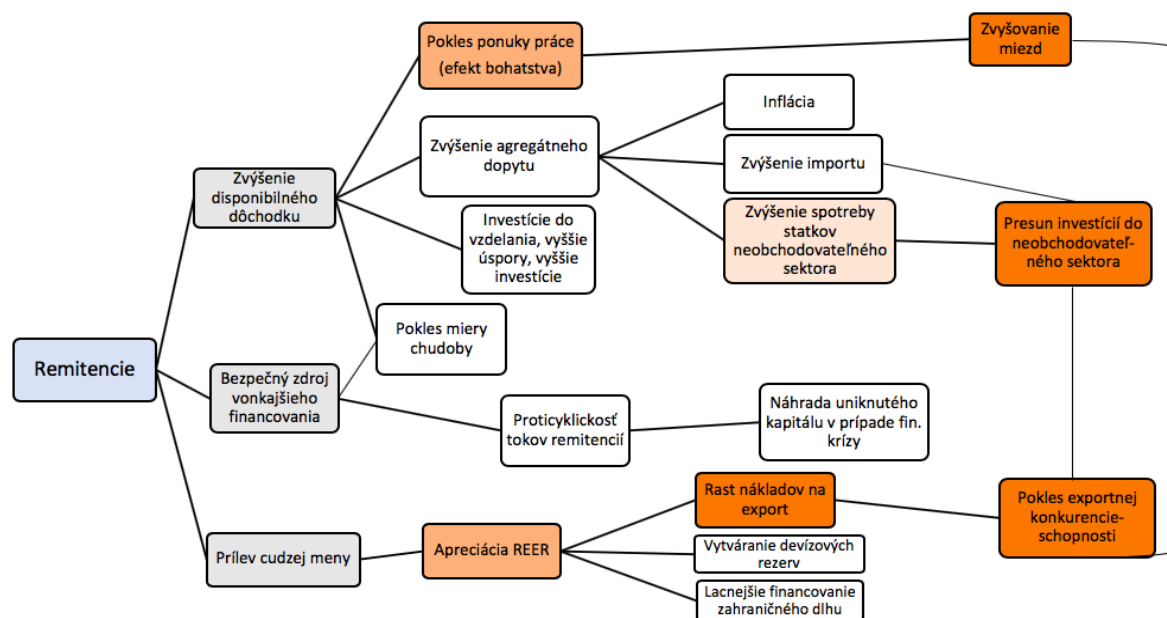 Pokles ponuky práce
(efekt bohatstva)
Zvyšovanie
miezd
Inflácia
Zvýšenie agregátneho
dopytu
Zvýšenie importu
Zvýšenie
disponibilného
dôchodku
Zvýšenie spotreby
statkov
neobchodovateľného
sektora
Presun investícií do
neobchodovateľ-
ného sektora
Investície do
vzdelania, vyššie
úspory, vyššie
investície
Pokles miery
chudoby
Remitencie
Bezpečný zdroj
vonkajšieho
financovania
Proticyklickosť
tokov remitencií
Náhrada uniknutého
kapitálu v prípade fin.
krízy
Rast nákladov na
export
Pokles exportnej
konkurencie-
schopnosti
Prílev cudzej meny
Apreciácia REER
Vytváranie devízových
rezerv
Lacnejšie financovanie
zahraničného dlhu